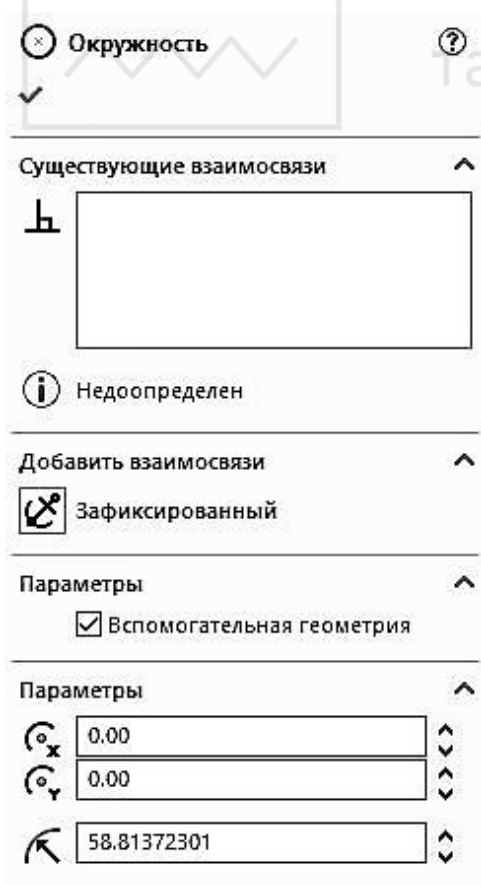 Окружность
Существующие взаимосвязи
Недоопределен
Добавить взаимосвязи
Зафиксированный
Параметры
Вспомогательная геометрия
Параметры
X 0.00
Y 0.00
58.81372301